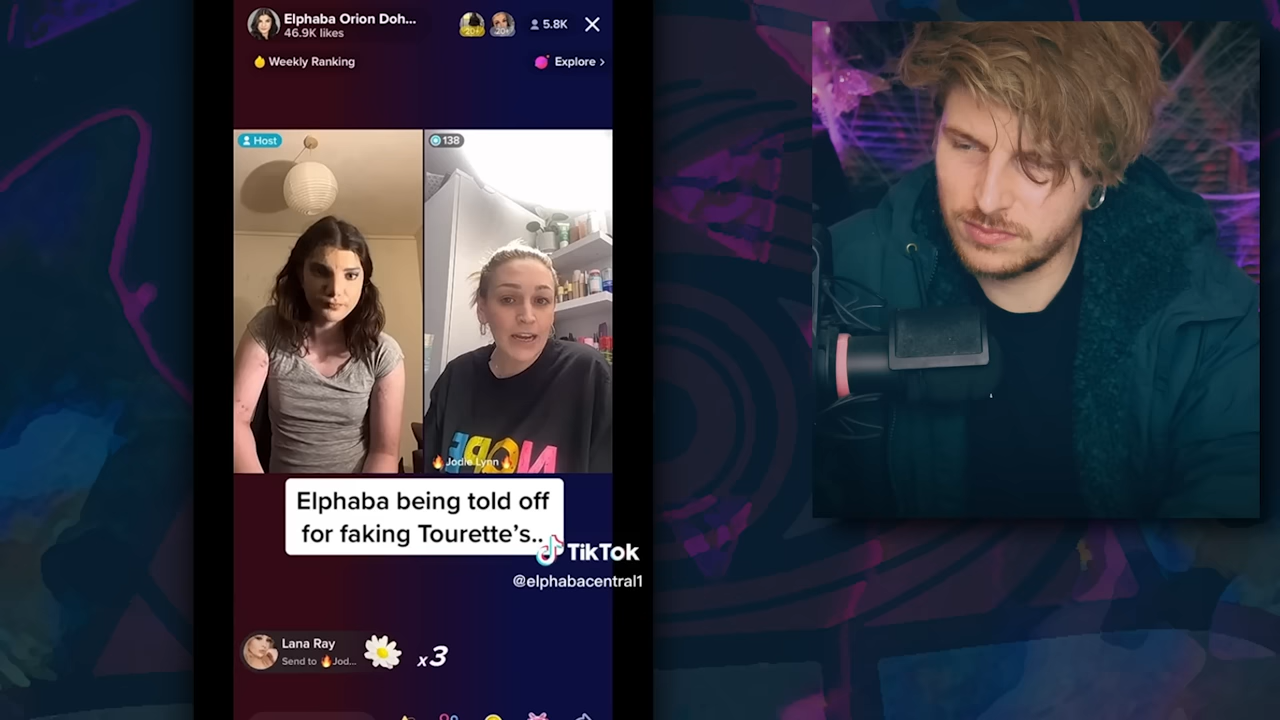 Elphaba Orion Doh...
46.9K likes
5.8K
Weekly Ranking
Explore >
Host
138
NOPE
Jodie Lynn
Elphaba being told off
for faking Tourette's..
TikTok
@elphabacentral1
Lana Ray
Send to 🔥Jod...
x3